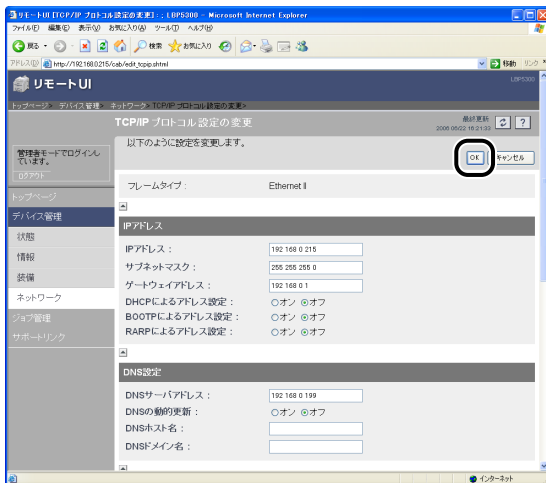 リモートUI [TCP/IP プロトコル設定の変更] : ; LBP5300 - Microsoft Internet Explorer
ファイル(F) 編集(E) 表示(V) お気に入り(A) ツール(T) ヘルプ(H)
戻る 検索 お気に入り
アドレス(D) http://192.168.0.215/cab/edit_tcpip.shtml 移動 リンク
リモートUI LBP5300
トップページ> デバイス管理> ネットワーク> TCP/IP プロトコル設定の変更>
TCP/IP プロトコル設定の変更 最終更新
2006 06/22 16:21:33 ?
以下のように設定を変更します。
管理者モードでログインしています。
ログアウト
OK キャンセル
トップページ
デバイス管理
状態
情報
装備
ネットワーク
ジョブ管理
サポートリンク
フレームタイプ : Ethernet II
IPアドレス
IPアドレス : 192.168.0.215
サブネットマスク : 255.255.255.0
ゲートウェイアドレス : 192.168.0.1
DHCPによるアドレス設定 : オン オフ
BOOTPによるアドレス設定 : オン オフ
RARPによるアドレス設定 : オン オフ
DNS設定
DNSサーバアドレス : 192.168.0.199
DNSの動的更新 : オン オフ
DNSホスト名 :
DNSドメイン名 :
インターネット